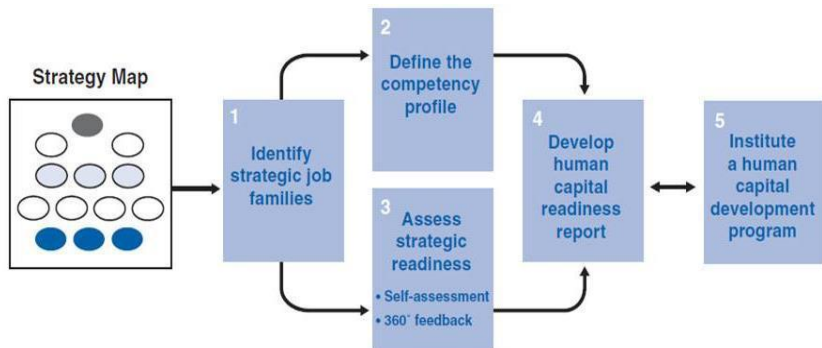 Strategy Map
1
Identify
strategic job
families
2
Define the
competency
profile
3
Assess
strategic
readiness
• Self-assessment
• 360˚ feedback
4
Develop
human
capital
readiness
report
5
Institute
a human
capital
development
program